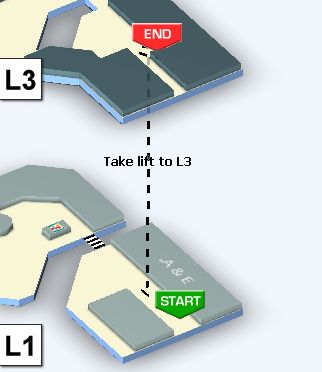 END
L3
Take lift to L3
A & E
START
L1